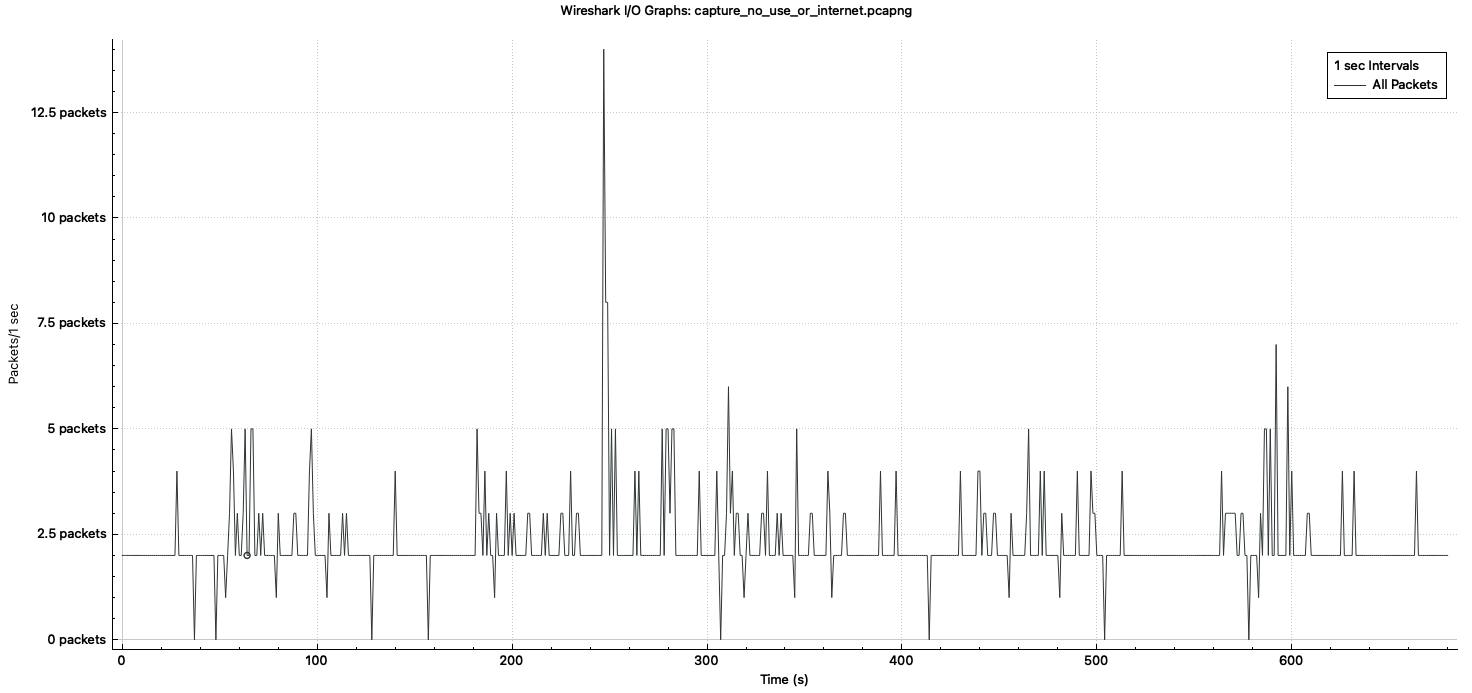 Wireshark I/O Graphs: capture_no_use_or_internet.pcapng
1 sec Intervals
All Packets
12.5 packets
10 packets
7.5 packets
5 packets
2.5 packets
0 packets
Packets/1 sec
0 100 200 300 400 500 600
Time (s)